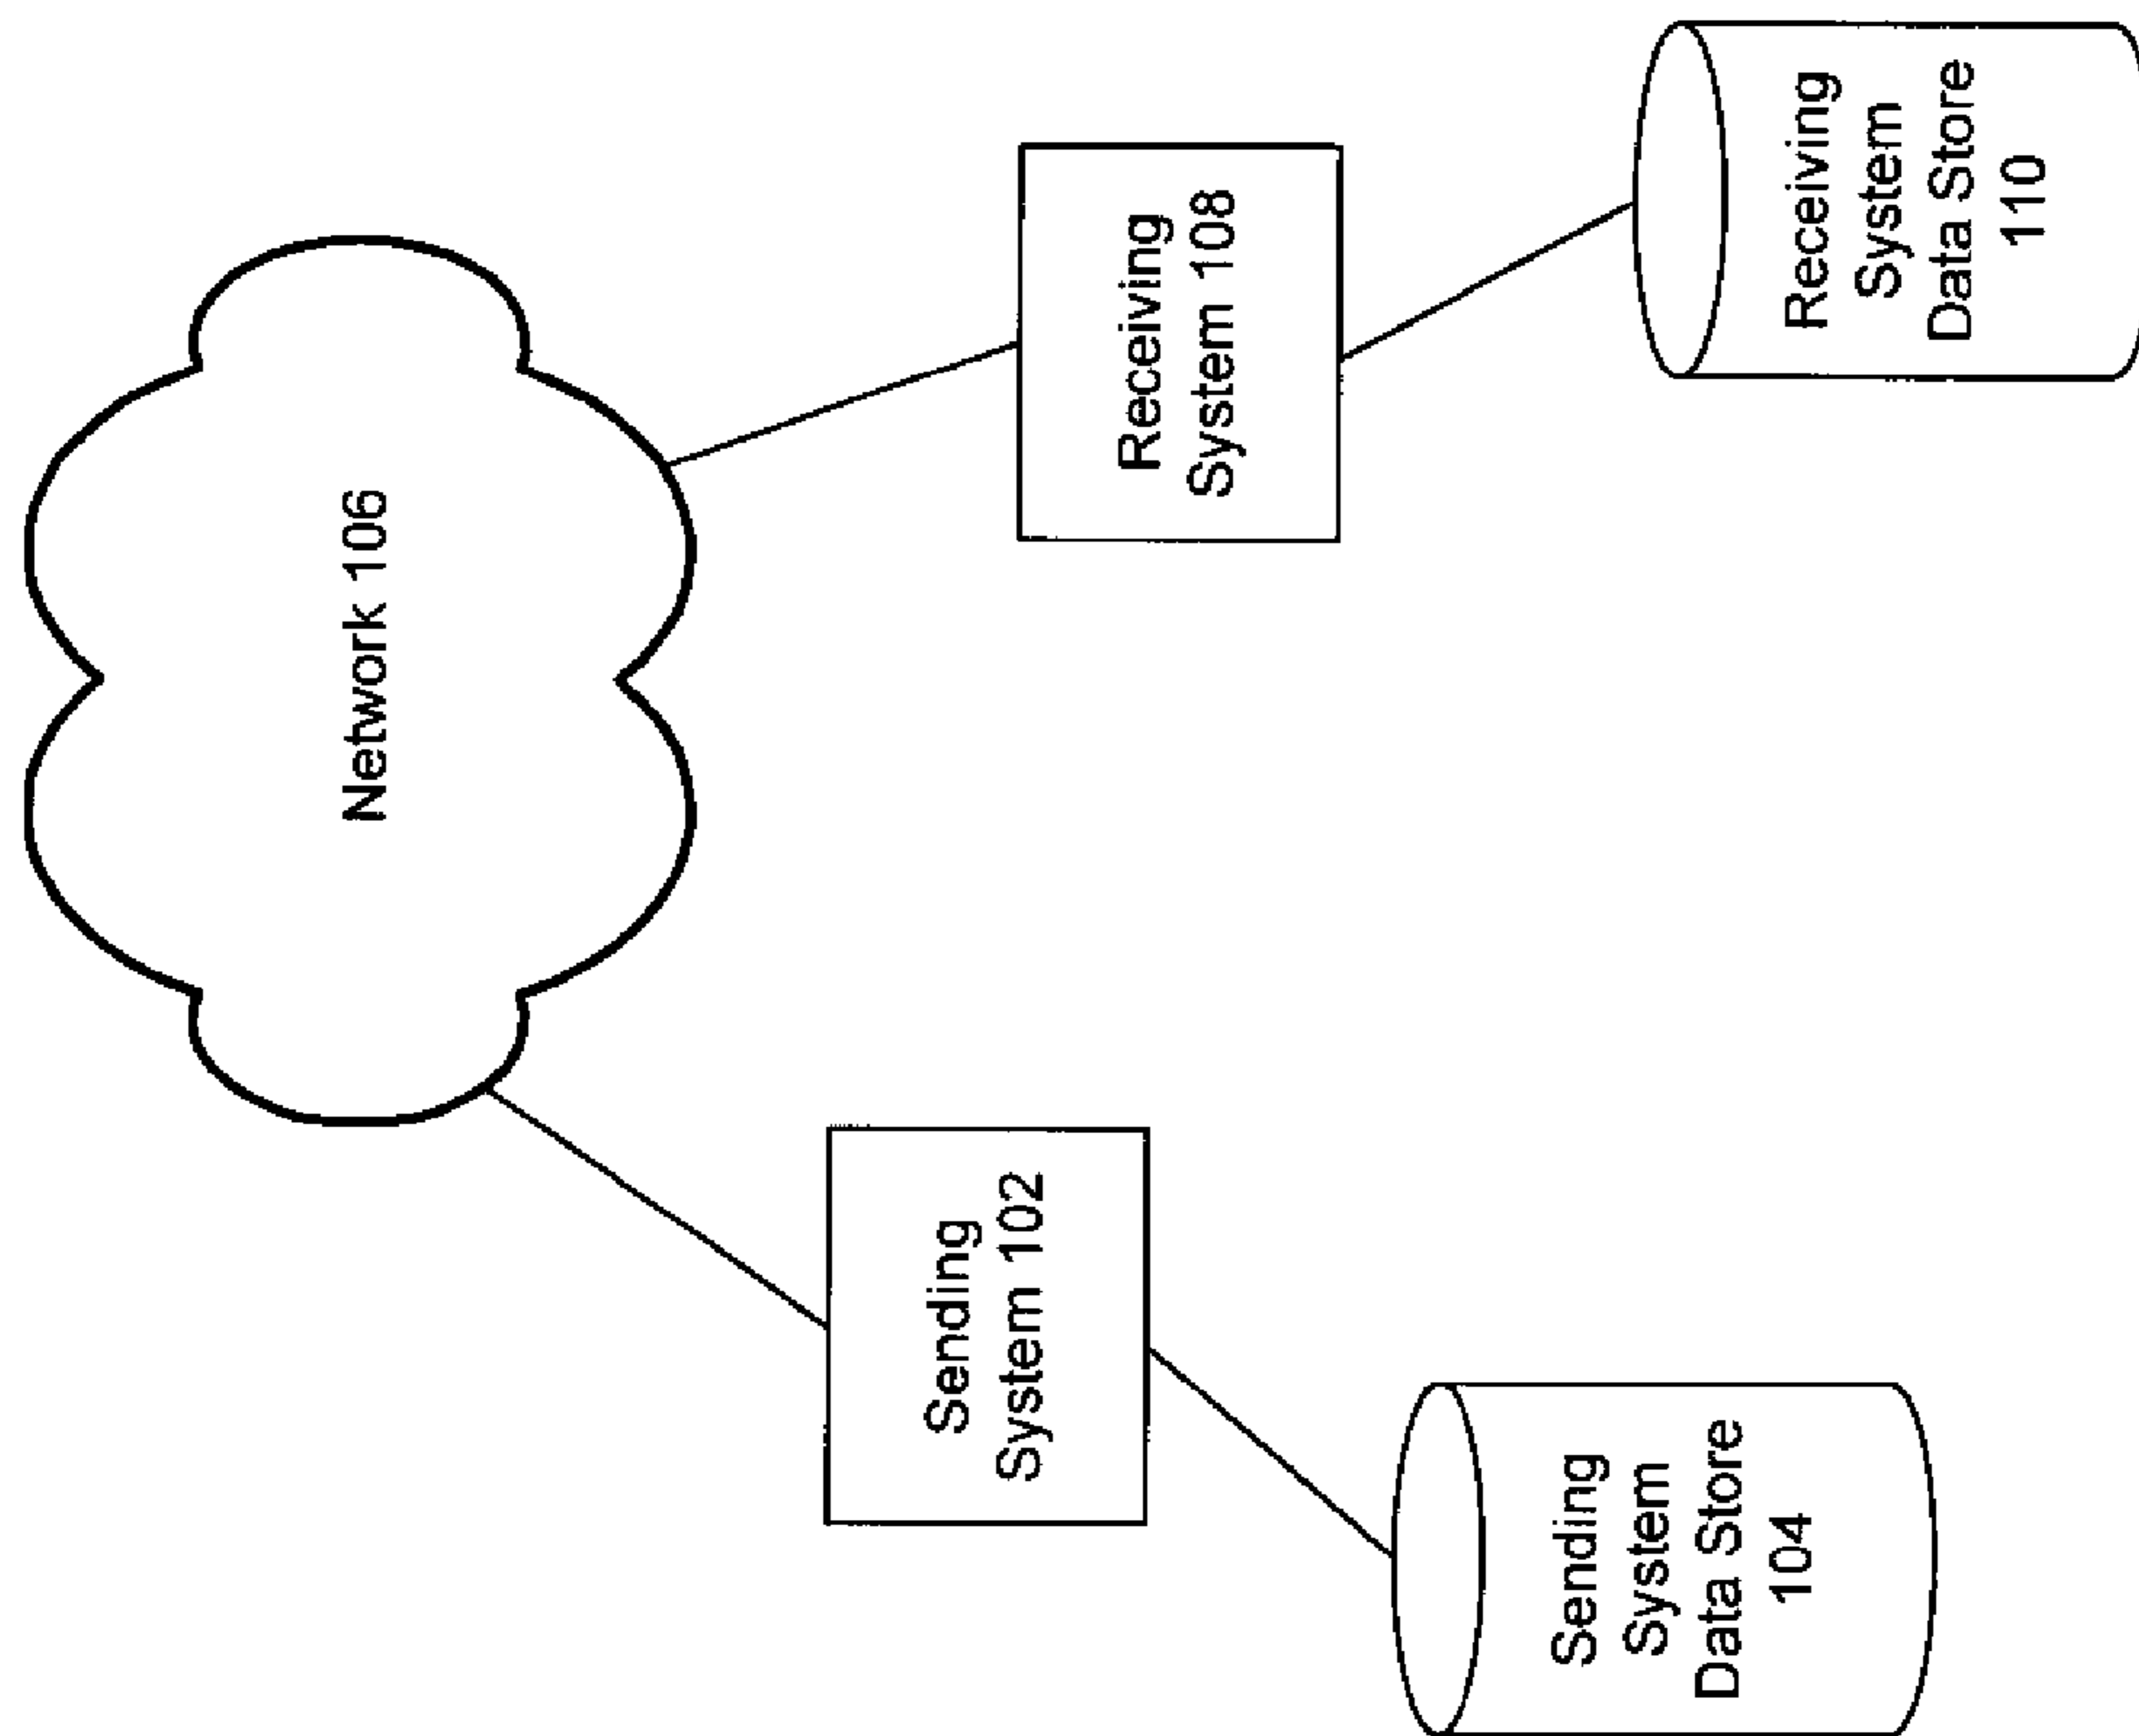 Network 106
Sending
System 102
Receiving
System 108
Sending
System
Data Store
104
Receiving
System
Data Store
110